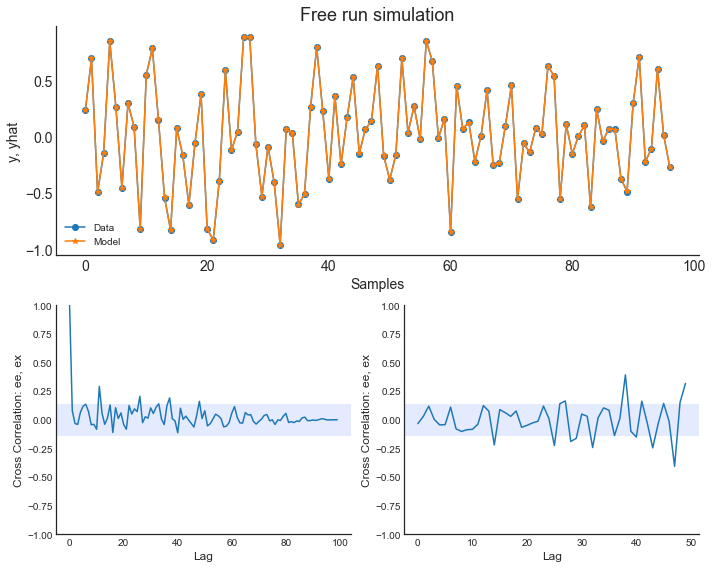 Free run simulation
y, yhat
0.5
0.0
−0.5
−1.0
Data
Model
0 20 40 60 80 100
Samples
Cross Correlation: ee, ex
1.00
0.75
0.50
0.25
0.00
−0.25
−0.50
−0.75
−1.00
0 20 40 60 80 100
Lag
Cross Correlation: ee, ex
1.00
0.75
0.50
0.25
0.00
−0.25
−0.50
−0.75
−1.00
0 10 20 30 40 50
Lag